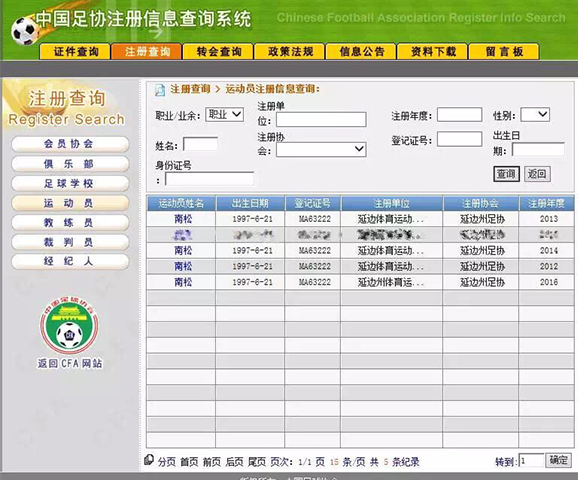 中国足协注册信息查询系统
Chinese Football Association Register Info Search
证件查询 注册查询 转会查询 政策法规 信息公告 资料下载 留言板
注册查询
Register Search
会员协会
俱乐部
足球学校
运动员
教练员
裁判员
经纪人
中国足球协会
返回CFA网站
注册查询 > 运动员注册信息查询:
职业/业余: 职业 注册单位: 注册年度: 性别:
姓名: 注册协会: 登记证号: 出生日期:
身份证号:
查询 返回
运动员姓名 出生日期 登记证号 注册单位 注册协会 注册年度
南松 1997-6-21 MA63222 延边体育运动... 延边州足协 2013
南松 1997-6-21 MA63222 延边体育运动... 延边州足协 2014
南松 1997-6-21 MA63222 延边体育运动... 延边州足协 2012
南松 1997-6-21 MA63222 延边州体育运... 延边州足协 2016
分页 首页 前页 后页 尾页 页次: 1/1 页 15 条/页 共 5 条纪录 转到: 1 确定